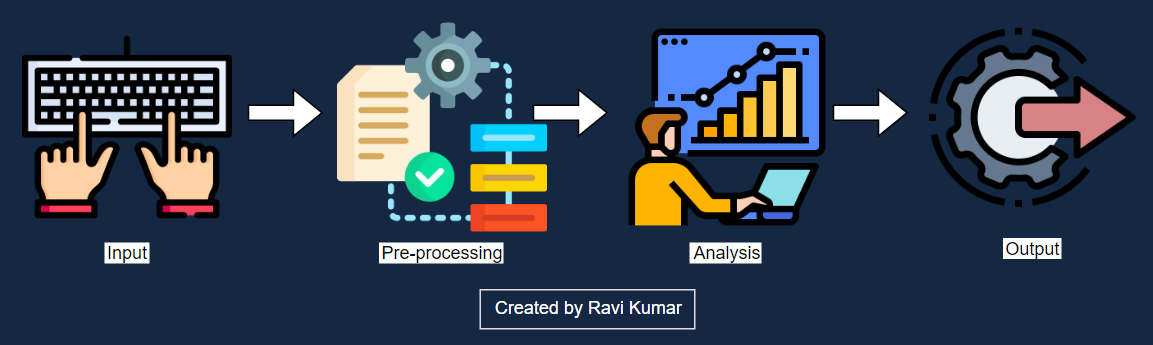 Input
Pre-processing
Analysis
Output
Created by Ravi Kumar